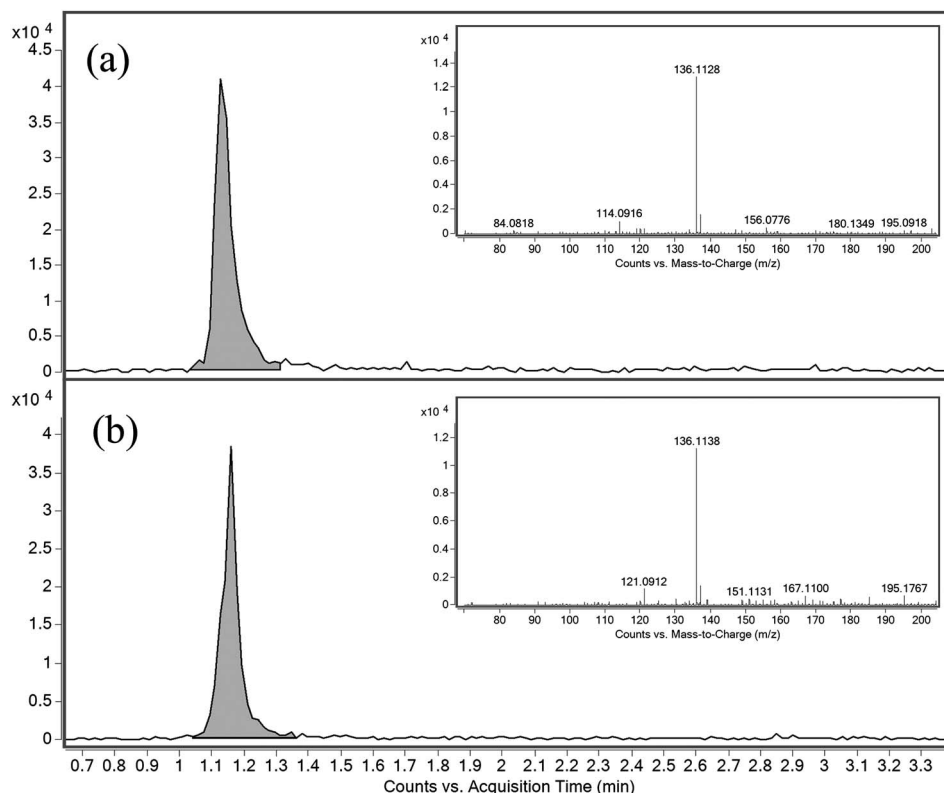 x10 4
(a)
4.5
4
3.5
3
2.5
2
1.5
1
0.5
0
x10 4
1.4
1.2
1
0.8
0.6
0.4
0.2
0
136.1128
84.0818 114.0916 156.0776 180.1349 195.0918
80 90 100 110 120 130 140 150 160 170 180 190 200
Counts vs. Mass-to-Charge (m/z)
x10 4
(b)
4
3.5
3
2.5
2
1.5
1
0.5
0
x10 4
1.4
1.2
1
0.8
0.6
0.4
0.2
0
136.1138
121.0912 151.1131 167.1100 195.1767
80 90 100 110 120 130 140 150 160 170 180 190 200
Counts vs. Mass-to-Charge (m/z)
0.7 0.8 0.9 1 1.1 1.2 1.3 1.4 1.5 1.6 1.7 1.8 1.9 2 2.1 2.2 2.3 2.4 2.5 2.6 2.7 2.8 2.9 3 3.1 3.2 3.3
Counts vs. Acquisition Time (min)